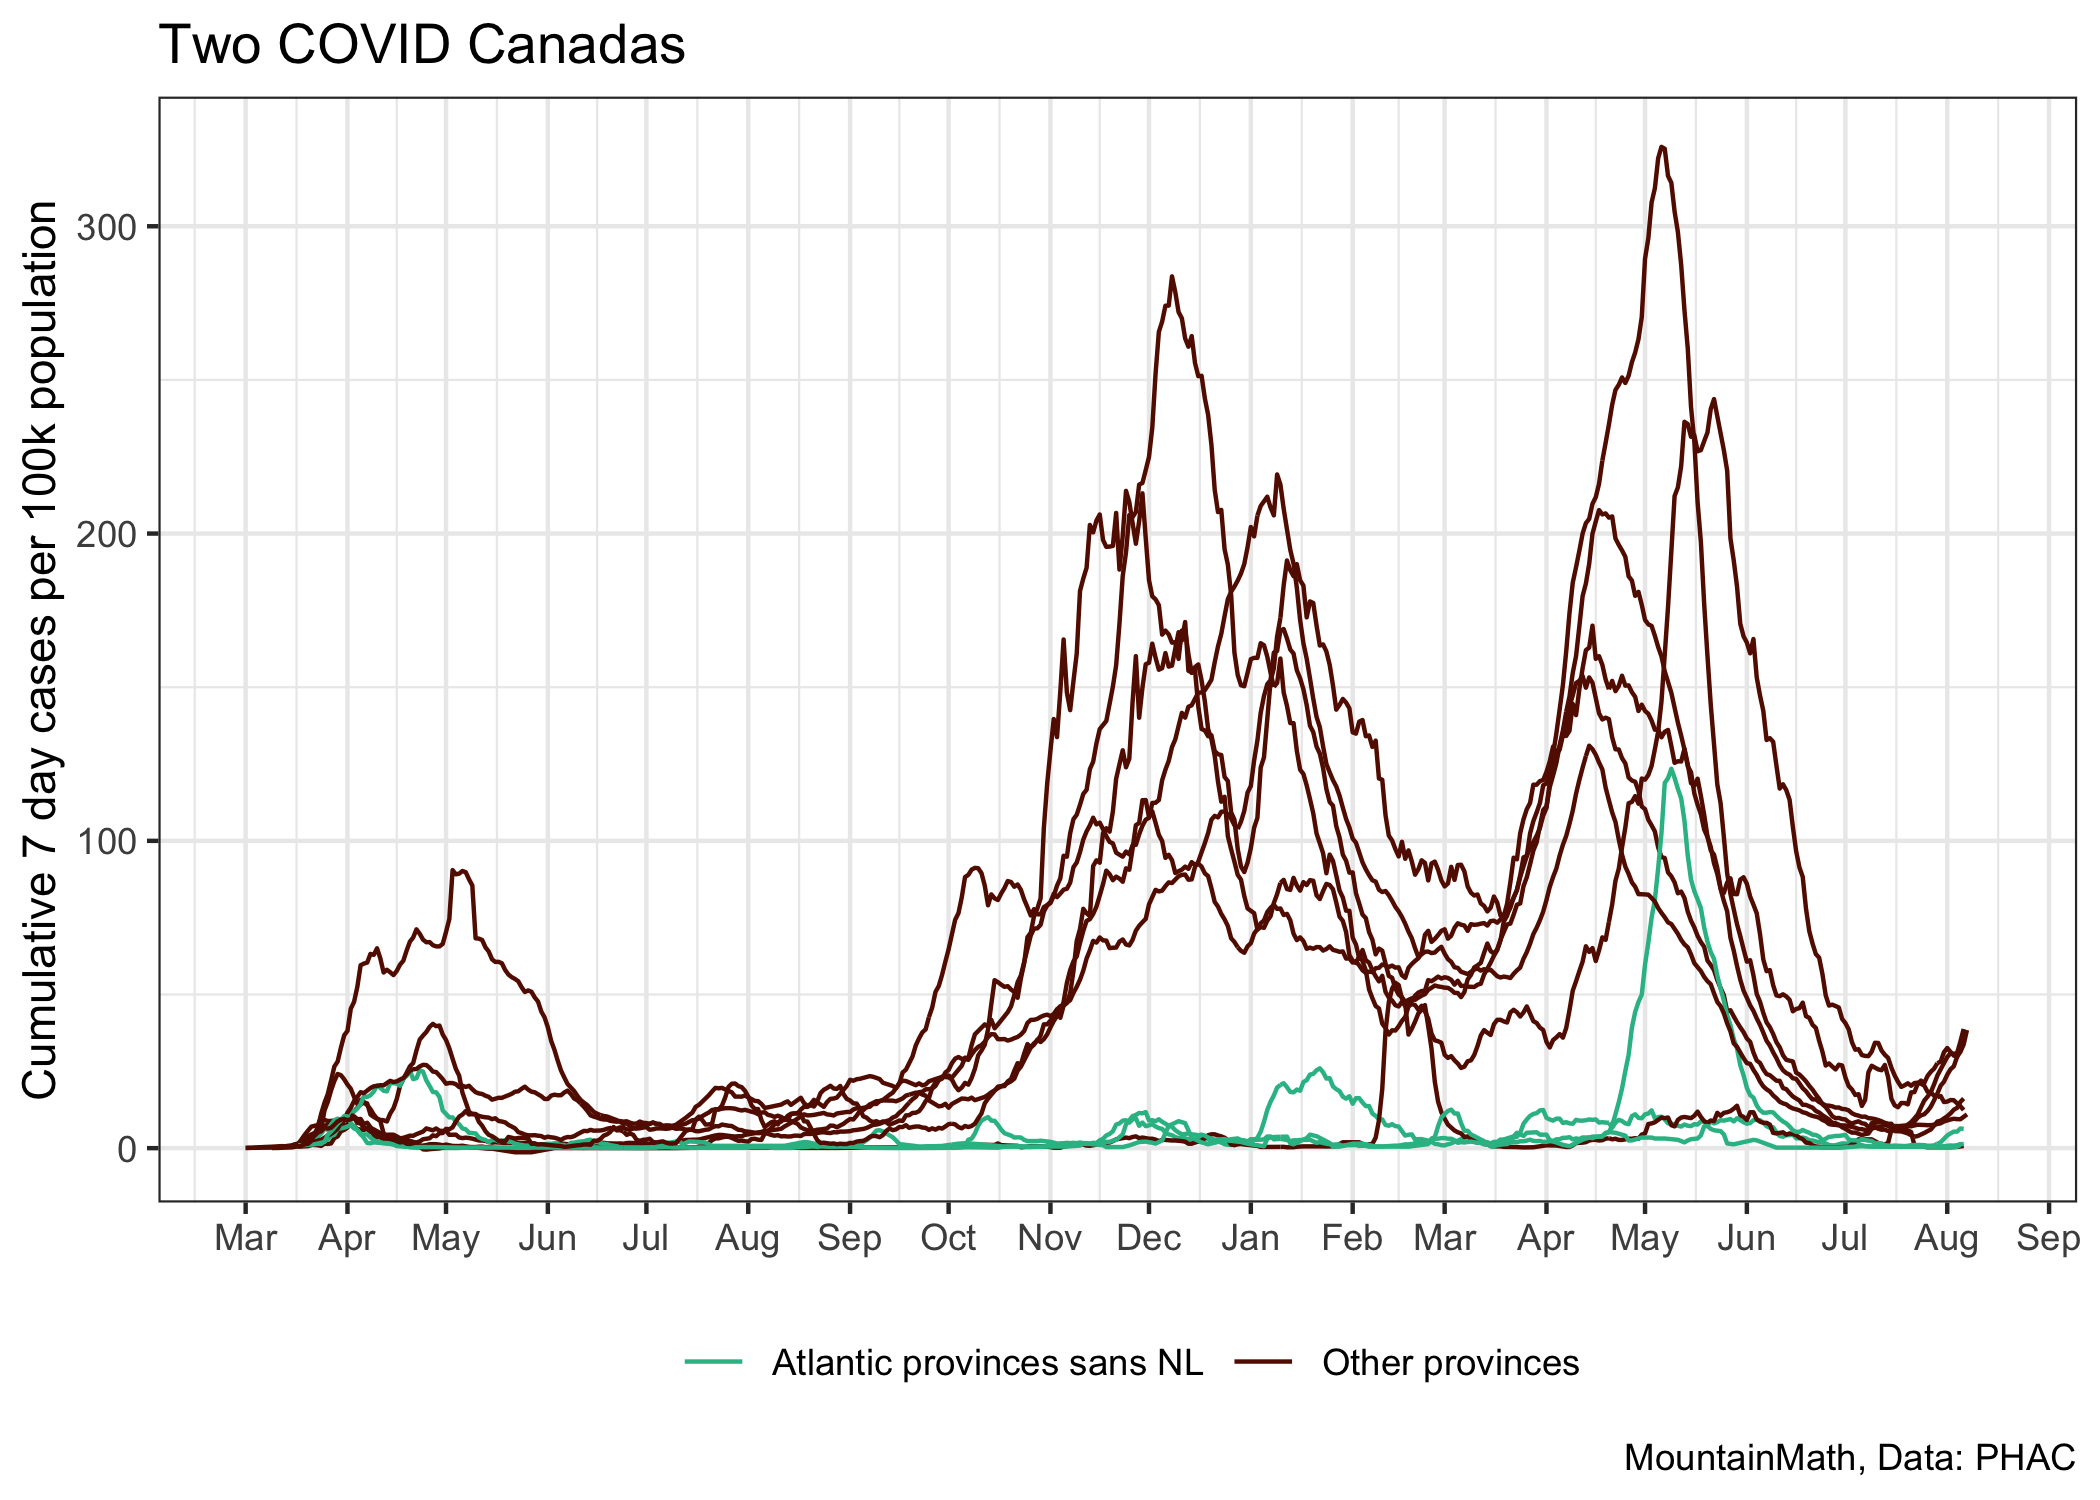 Two COVID Canadas
Cumulative 7 day cases per 100k population
300
200
100
0
Mar Apr May Jun Jul Aug Sep Oct Nov Dec Jan Feb Mar Apr May Jun Jul Aug Sep
Atlantic provinces sans NL Other provinces
MountainMath, Data: PHAC